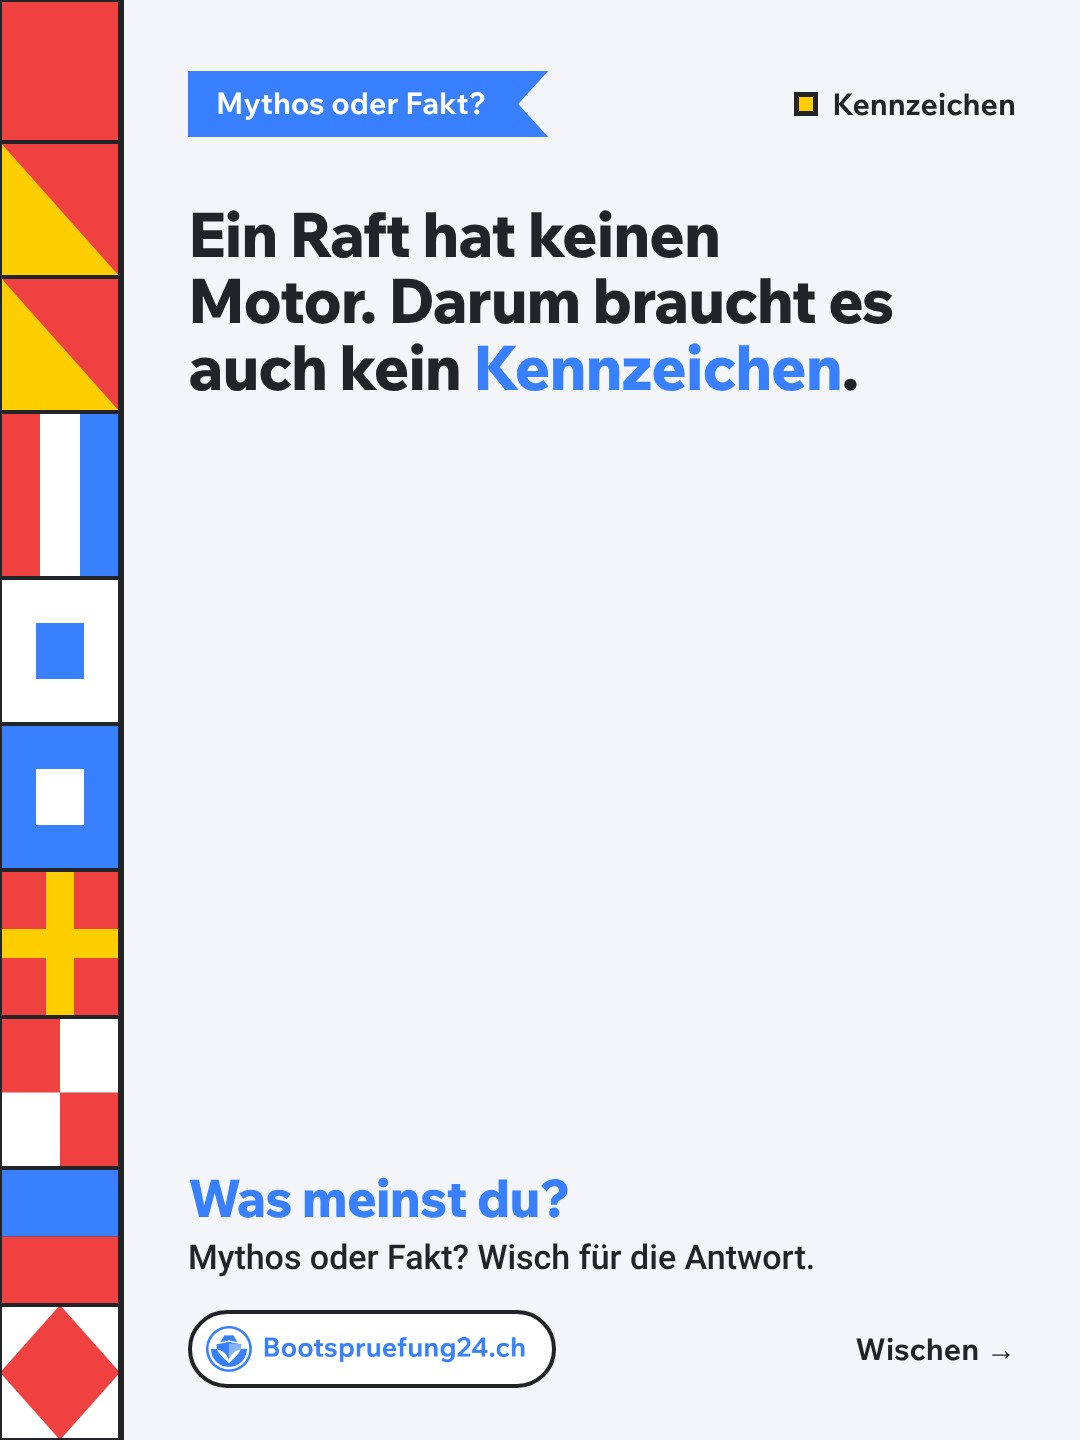 Mythos oder Fakt?
Kennzeichen
Ein Raft hat keinen
Motor. Darum braucht es
auch kein Kennzeichen.
Was meinst du?
Mythos oder Fakt? Wisch für die Antwort.
Bootspruefung24.ch
Wischen →